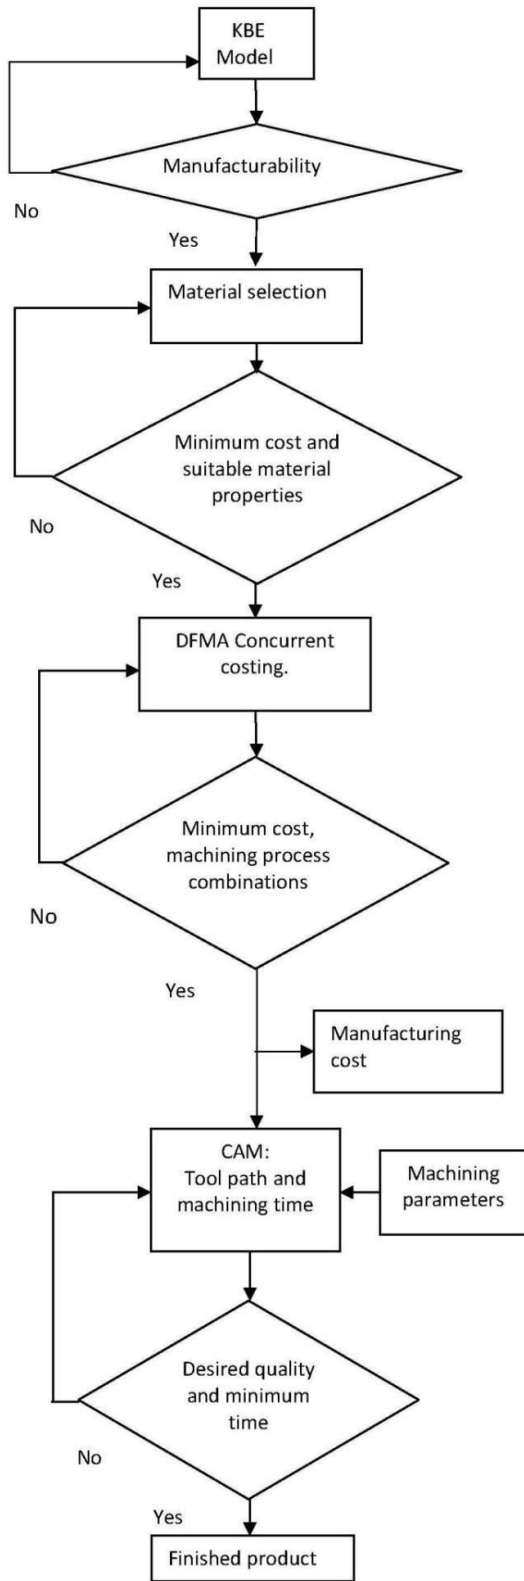 KBE
Model
Manufacturability
No
Yes
Material selection
Minimum cost and
suitable material
properties
No
Yes
DFMA Concurrent
costing.
Minimum cost,
machining process
combinations
No
Yes
Manufacturing
cost
CAM:
Tool path and
machining time
Machining
parameters
Desired quality
and minimum
time
No
Yes
Finished product